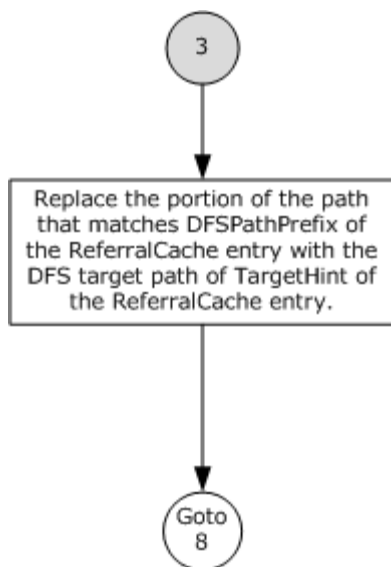 3
Replace the portion of the path
that matches DFSPathPrefix of
the ReferralCache entry with the
DFS target path of TargetHint of
the ReferralCache entry.
Goto
8